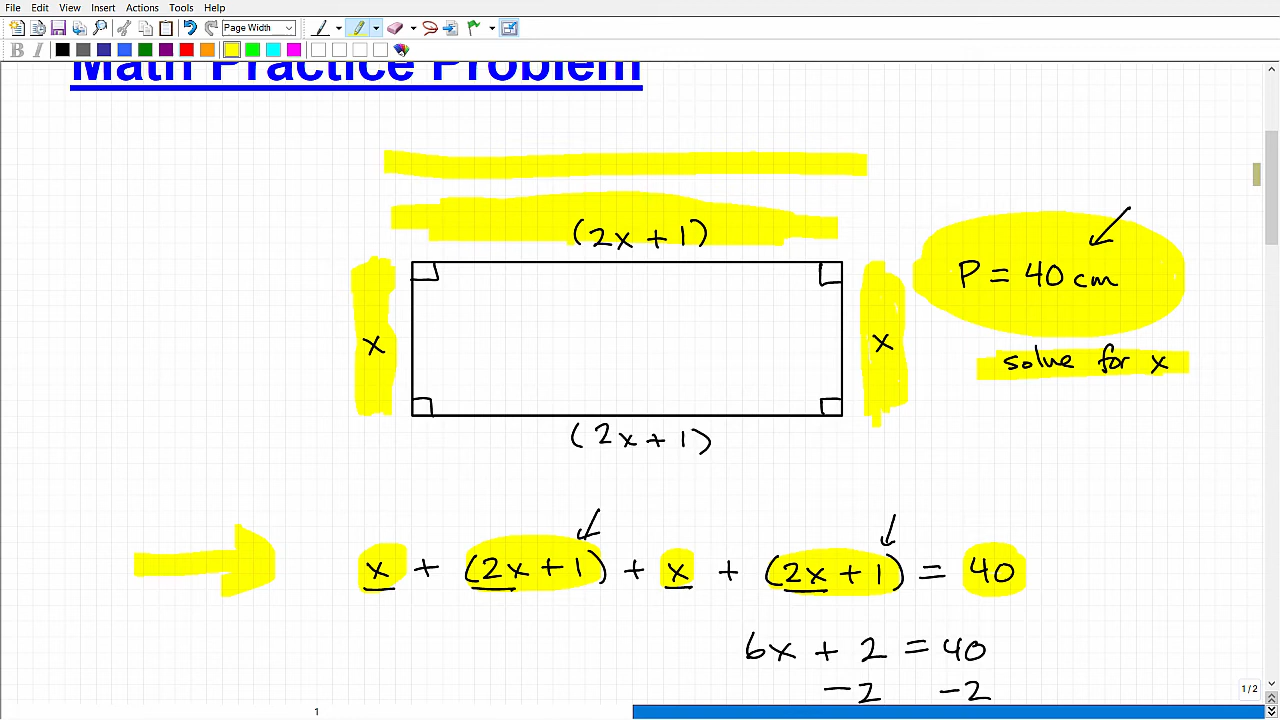 File Edit View Insert Actions Tools Help
Page Width
B I
Math Practice Problem
(2x + 1)
P = 40 cm
x
x
solve for x
(2x + 1)
x + (2x + 1) + x + (2x + 1) = 40
6x + 2 = 40
-2 -2
1/2
1